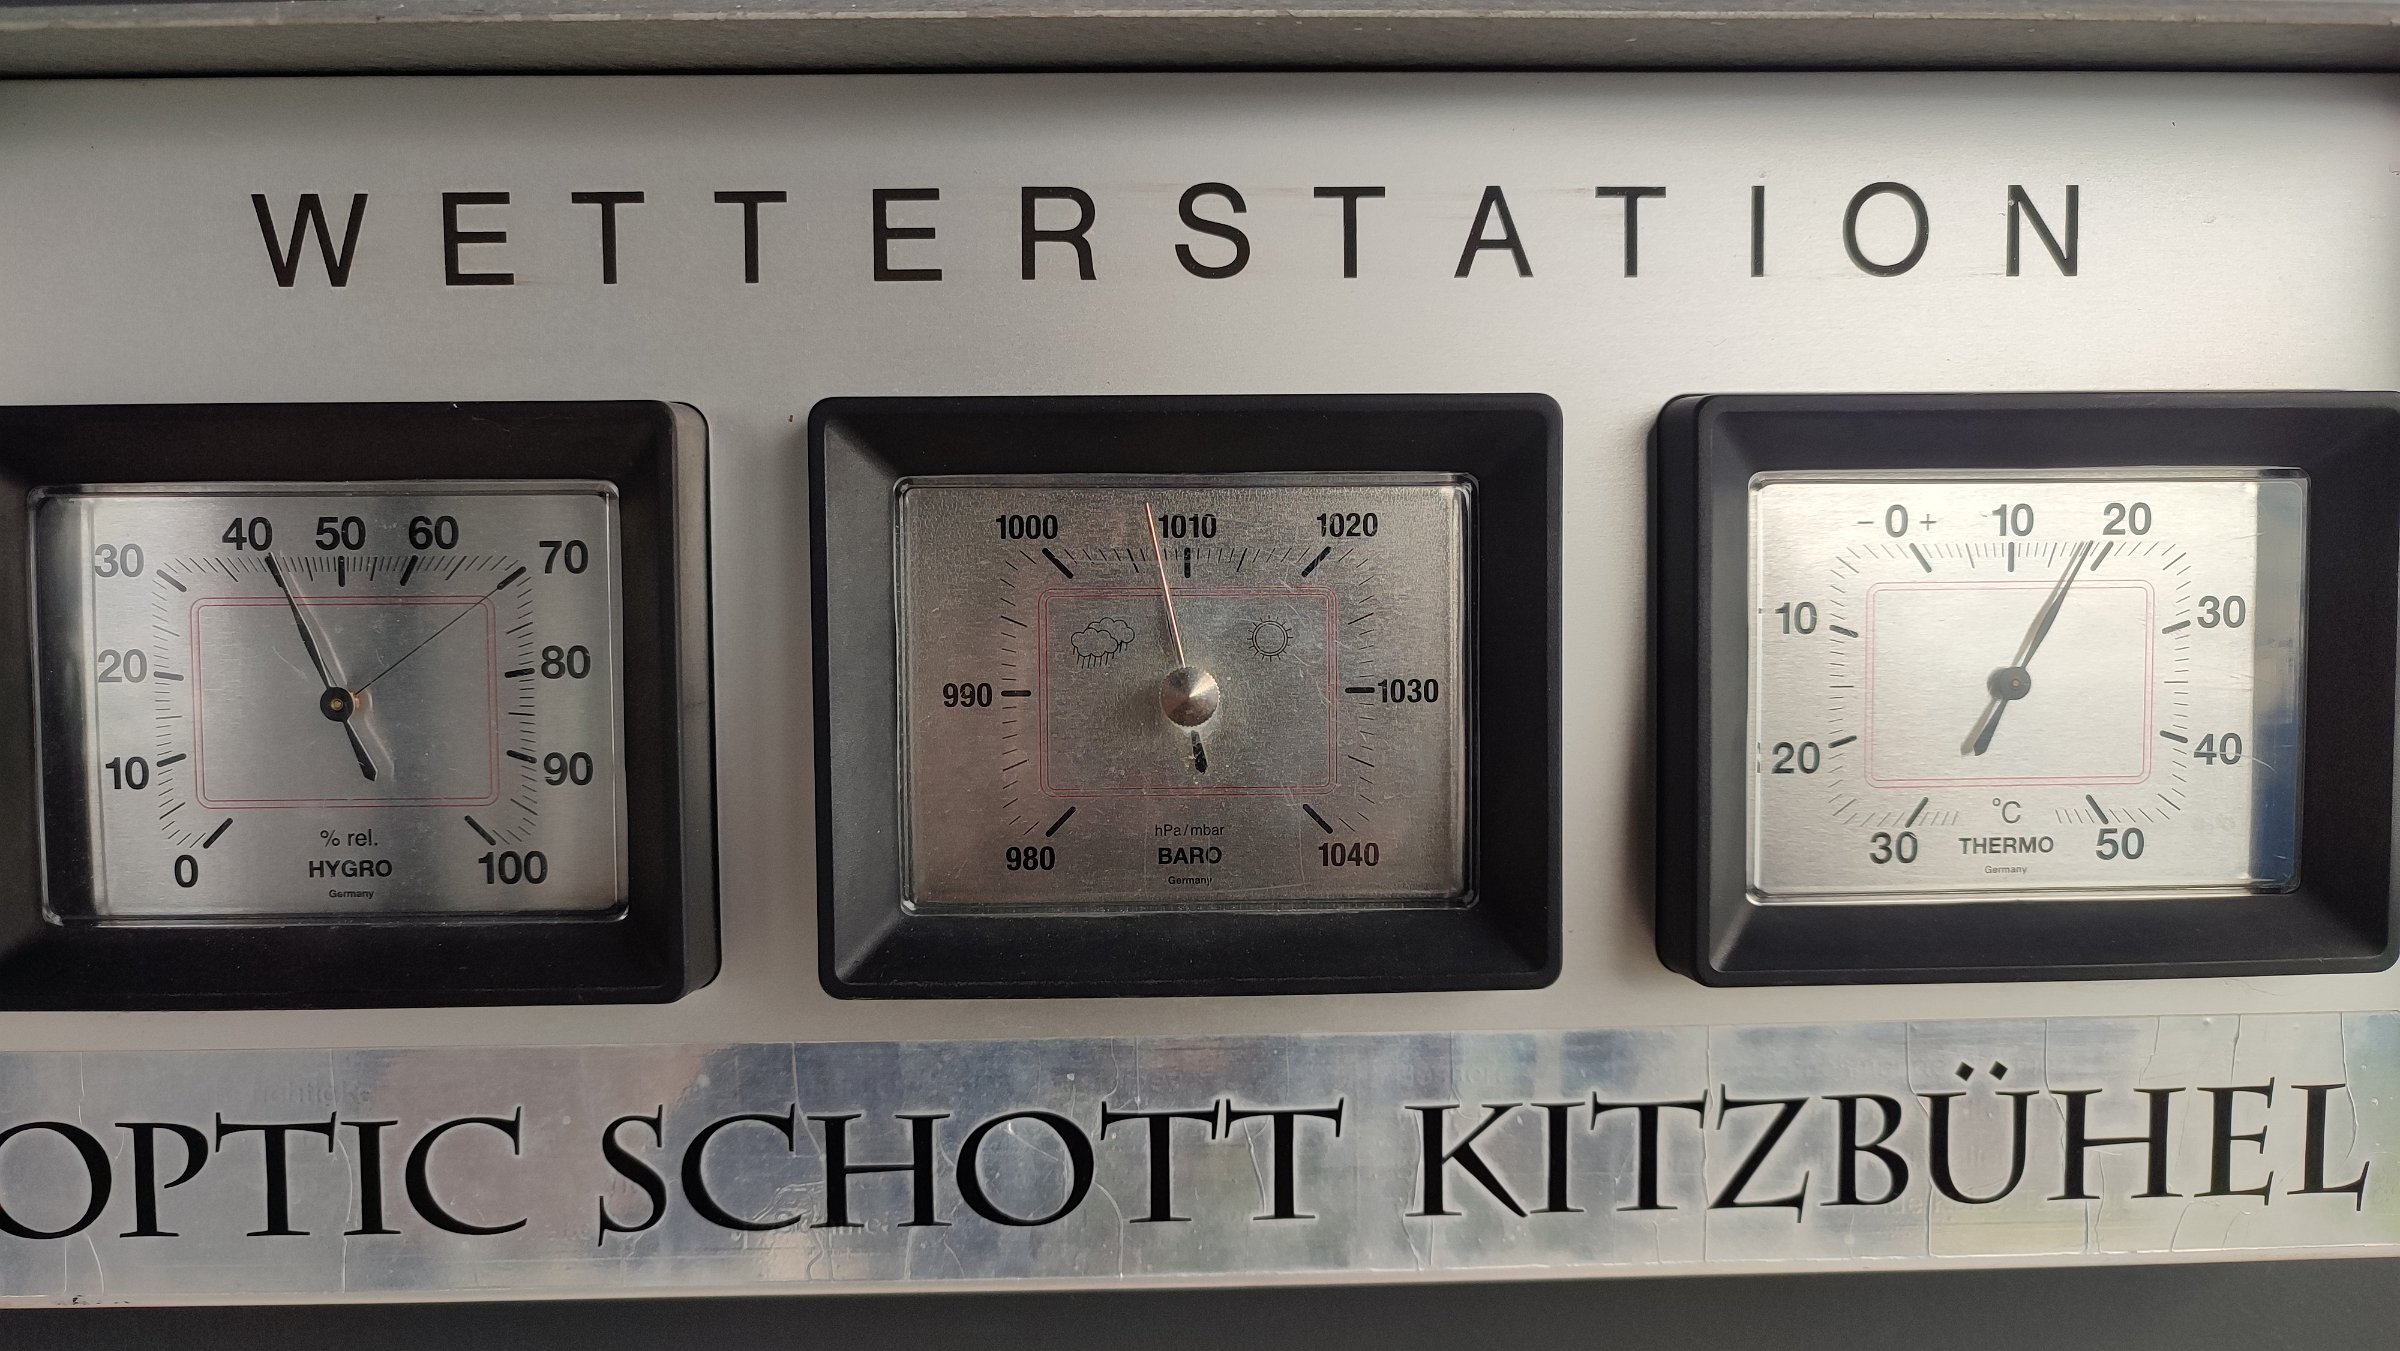 WETTERSTATION
40 50 60
30 70
20 80
10 90
0 100
% rel.
HYGRO
Germany
1000 1010 1020
990 1030
980 1040
hPa/mbar
BARO
Germany
- 0 + 10 20
10 30
20 40
30 50
°C
THERMO
Germany
OPTIC SCHOTT KITZBÜHEL